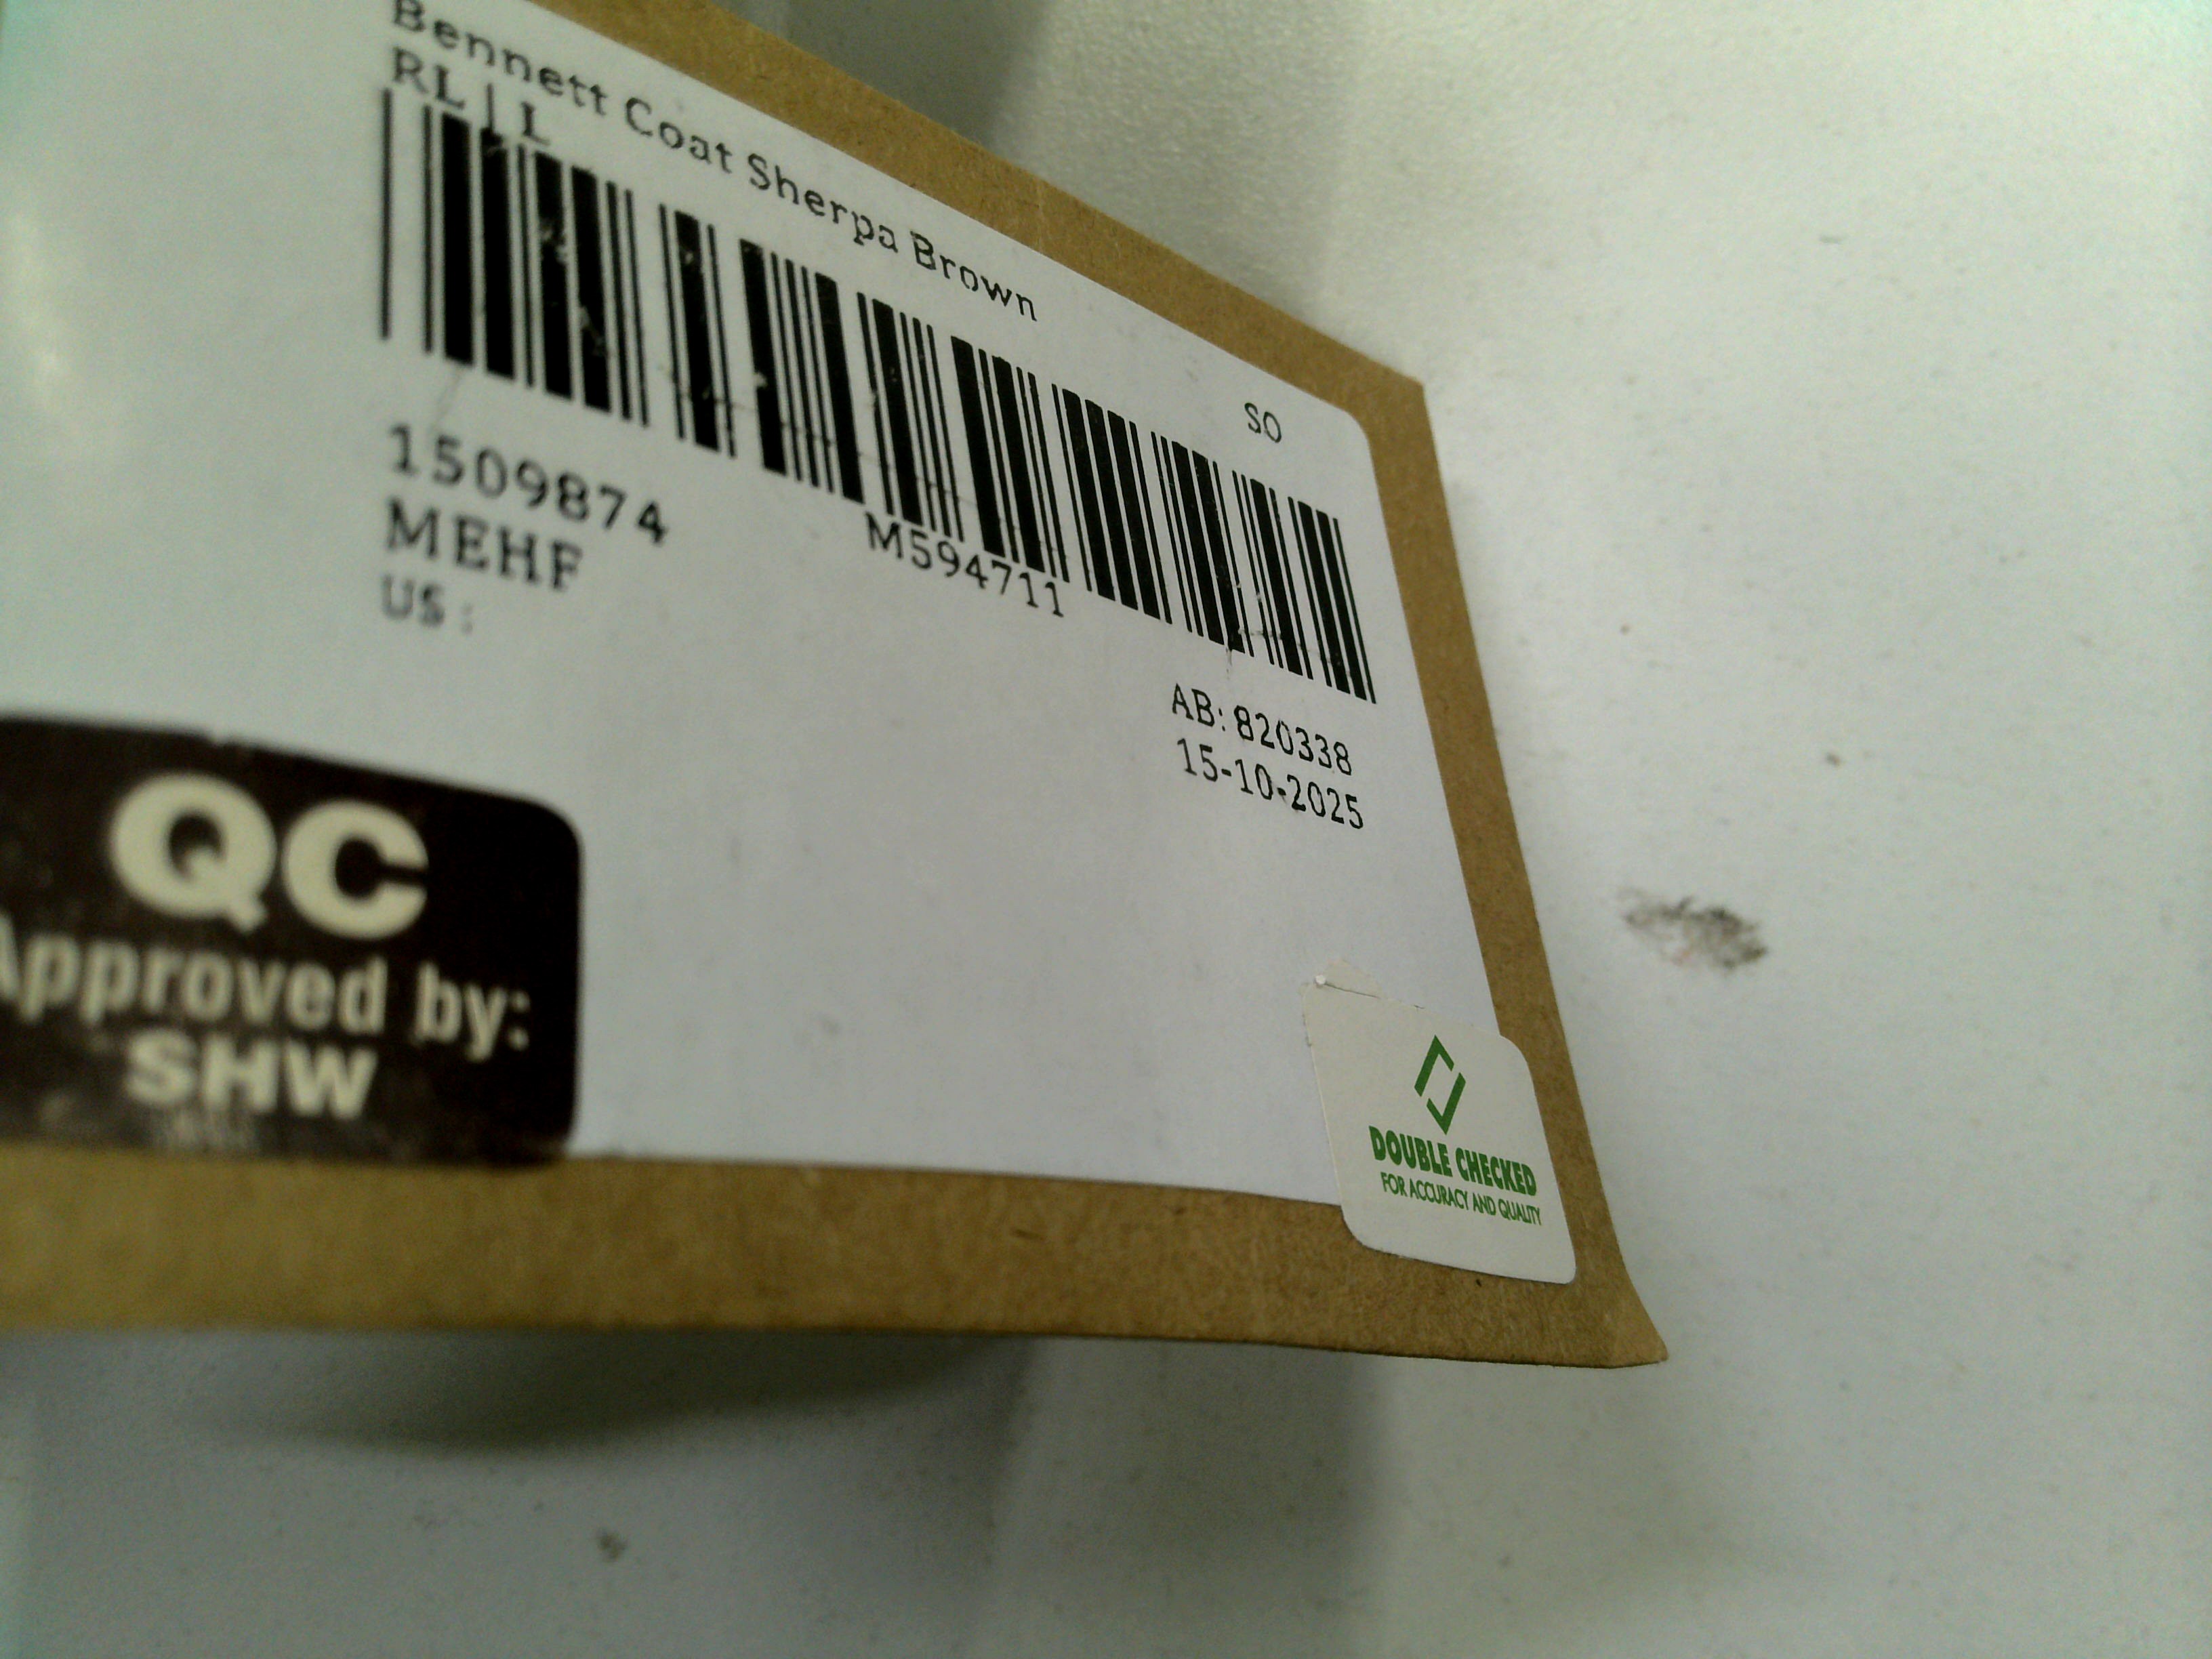 Bennett Coat Sherpa Brown
RL | L
SO
1509874
M594711
MEHF
US :
AB: 820338
15-10-2025
QC
Approved by:
SHW
DOUBLE CHECKED
FOR ACCURACY AND QUALITY